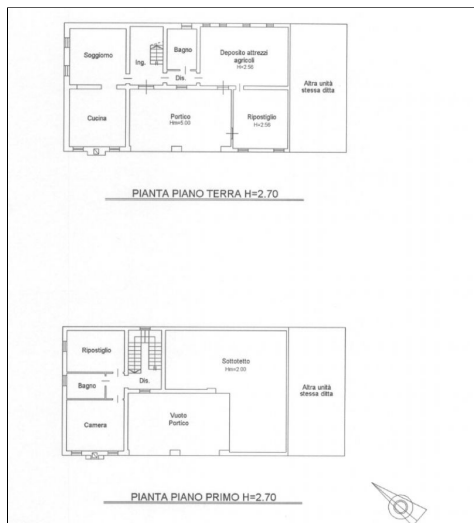 Soggiorno
Ing.
Bagno
Deposito attrezzi
agricoli
H=2.56
Dis.
Altra unità
stessa ditta
Cucina
Portico
Hm=5.00
Ripostiglio
H=2.59
PIANTA PIANO TERRA H=2.70
Ripostiglio
Sottotetto
Hm=2.00
Bagno
Dis.
Altra unità
stessa ditta
Camera
Vuoto
Portico
PIANTA PIANO PRIMO H=2.70